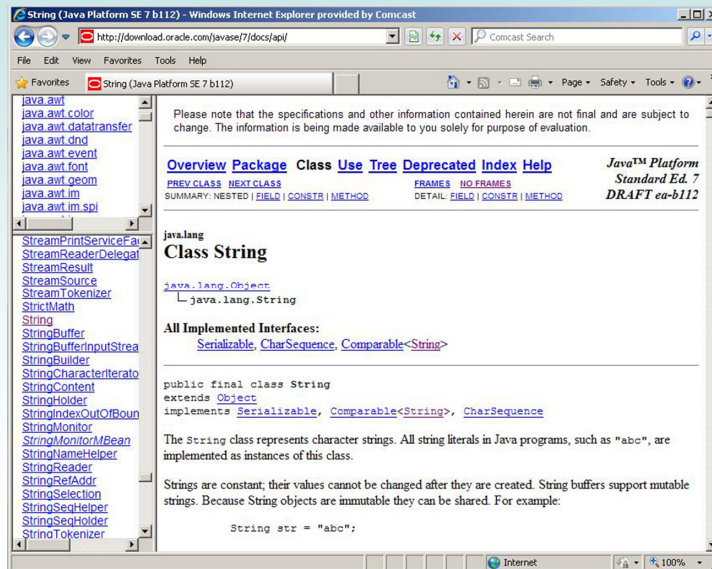 String (Java Platform SE 7 b112) - Windows Internet Explorer provided by Comcast
http://download.oracle.com/javase/7/docs/api/
Comcast Search
File Edit View Favorites Tools Help
Favorites String (Java Platform SE 7 b112) Page Safety Tools
java.awt
java.awt.color
java.awt.datatransfer
java.awt.dnd
java.awt.event
java.awt.font
java.awt.geom
java.awt.im
java.awt.im.spi
StreamPrintServiceFac
StreamReaderDelegat
StreamResult
StreamSource
StreamTokenizer
StrictMath
String
StringBuffer
StringBufferInputStrea
StringBuilder
StringCharacterIterato
StringContent
StringHolder
StringIndexOutOfBoun
StringMonitor
StringMonitorMBean
StringNameHelper
StringReader
StringRefAddr
StringSelection
StringSeqHelper
StringSeqHolder
StringTokenizer
Please note that the specifications and other information contained herein are not final and are subject to
change. The information is being made available to you solely for purpose of evaluation.
Overview Package Class Use Tree Deprecated Index Help
Java™ Platform
Standard Ed. 7
DRAFT ea-b112
PREV CLASS NEXT CLASS FRAMES NO FRAMES
SUMMARY: NESTED | FIELD | CONSTR | METHOD DETAIL: FIELD | CONSTR | METHOD
java.lang
Class String
java.lang.Object
java.lang.String
All Implemented Interfaces:
Serializable, CharSequence, Comparable<String>
public final class String
extends Object
implements Serializable, Comparable<String>, CharSequence
The String class represents character strings. All string literals in Java programs, such as "abc", are
implemented as instances of this class.
Strings are constant; their values cannot be changed after they are created. String buffers support mutable
strings. Because String objects are immutable they can be shared. For example:
String str = "abc";
Internet 100%